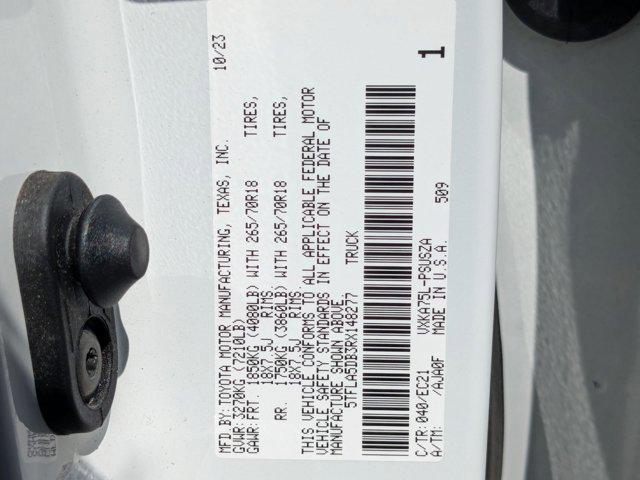 MFD.BY:TOYOTA MOTOR MANUFACTURING, TEXAS, INC. 10/23
GVWR: 3270KG (7210LB)
GAWR: FRT. 1850KG (4080LB) WITH 265/70R18 TIRES,
18X7.5J RIMS.
RR. 1750KG (3860LB) WITH 265/70R18 TIRES,
18X7.5J RIMS.
THIS VEHICLE CONFORMS TO ALL APPLICABLE FEDERAL MOTOR
VEHICLE SAFETY STANDARDS IN EFFECT ON THE DATE OF
MANUFACTURE SHOWN ABOVE.
5TFLA5DB3RX148277 TRUCK
C/TR: 040/EC21 VXKA75L-PSUSZA
A/TM: /AJA0F MADE IN U.S.A. 509
1